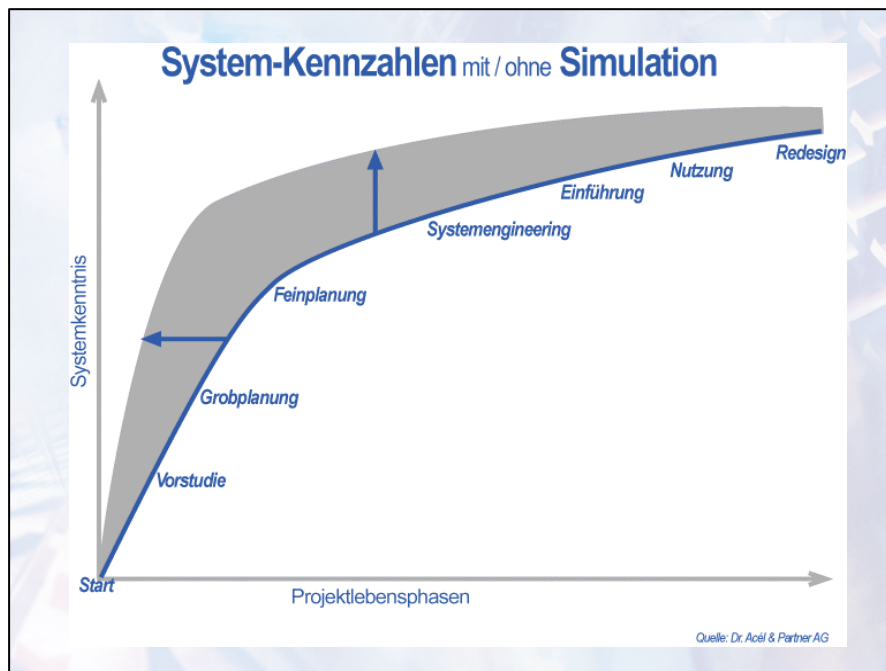 System-Kennzahlen mit / ohne Simulation
Redesign
Nutzung
Einführung
Systemengineering
Feinplanung
Systemkenntnis
Grobplanung
Vorstudie
Start
Projektlebensphasen
Quelle: Dr. Acél & Partner AG